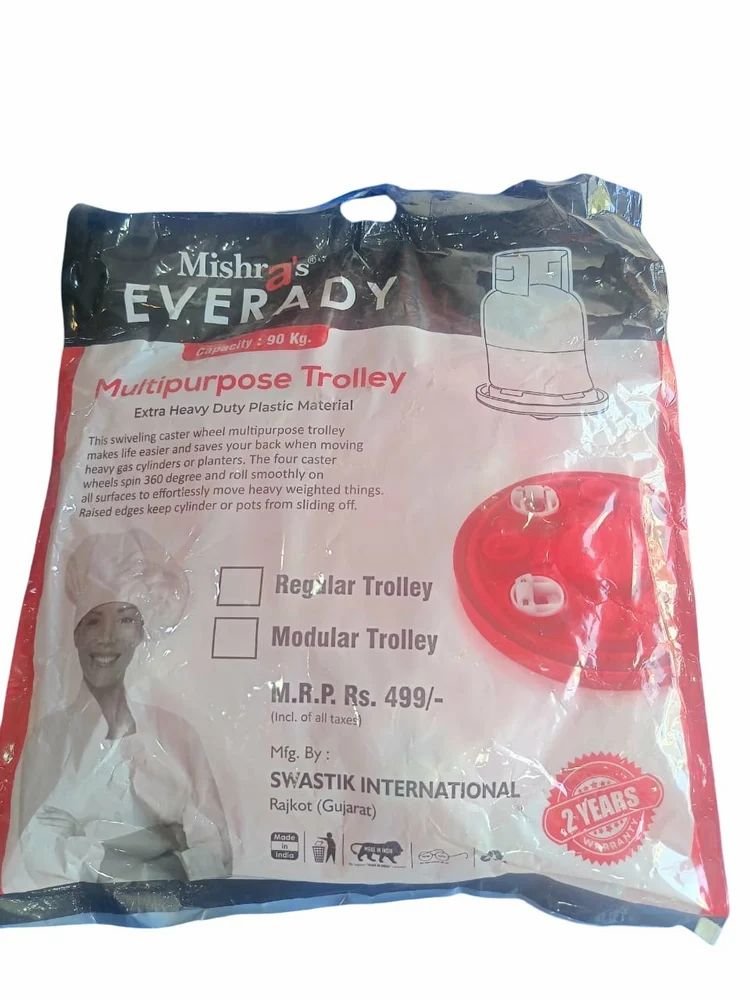 Mishra's®
EVERADY
Capacity : 90 Kg.
Multipurpose Trolley
Extra Heavy Duty Plastic Material
This swiveling caster wheel multipurpose trolley
makes life easier and saves your back when moving
heavy gas cylinders or planters. The four caster
wheels spin 360 degree and roll smoothly on
all surfaces to effortlessly move heavy weighted things.
Raised edges keep cylinder or pots from sliding off.
Regular Trolley
Modular Trolley
M.R.P. Rs. 499/-
(Incl. of all taxes)
Mfg. By :
SWASTIK INTERNATIONAL
Rajkot (Gujarat)
2 YEARS
WARRANTY
Made
in
India
MAKE IN INDIA